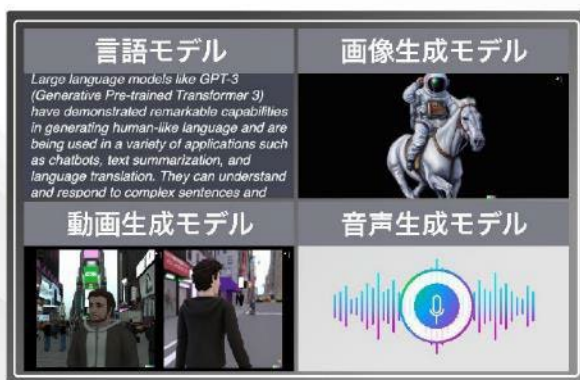 言語モデル
Large language models like GPT-3
(Generative Pre-trained Transformer 3)
have demonstrated remarkable capabilities
in generating human-like language and are
being used in a variety of applications such
as chatbots, text summarization, and
language translation. They can understand
and respond to complex sentences and
画像生成モデル
動画生成モデル
音声生成モデル